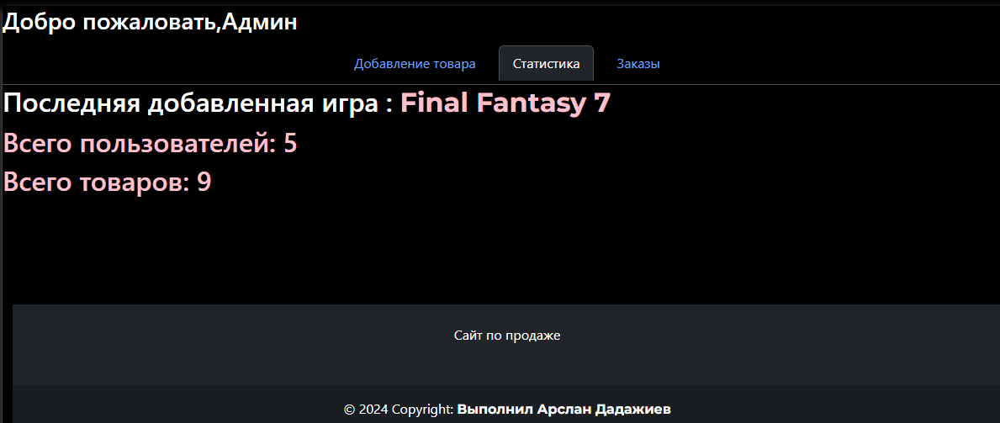 Добро пожаловать,Админ
Добавление товара Статистика Заказы
Последняя добавленная игра : Final Fantasy 7
Всего пользователей: 5
Всего товаров: 9
Сайт по продаже
© 2024 Copyright: Выполнил Арслан Дадажиев